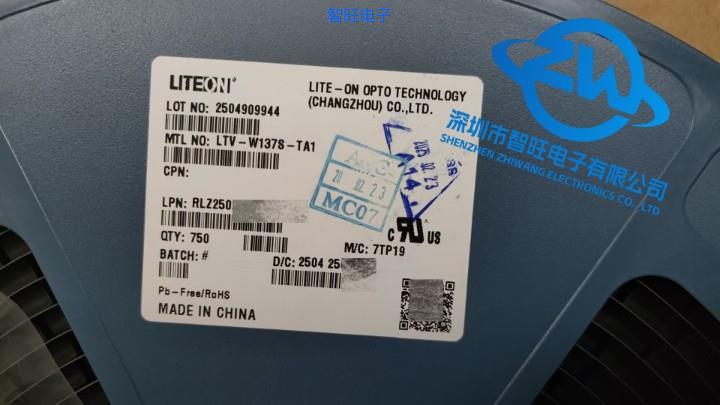 智旺电子
ZW
深圳市智旺电子有限公司
SHENZHEN ZHIWANG ELECTRONICS CO., LTD
LITEON
LITE-ON OPTO TECHNOLOGY
(CHANGZHOU) CO.,LTD.
LOT NO: 2504909944
MTL NO: LTV-W137S-TA1
CPN:
LPN: RLZ250
QTY: 750
M/C: 7TP19
BATCH: #
D/C: 2504 25
Pb-Free/RoHS
MADE IN CHINA
MC07
C US